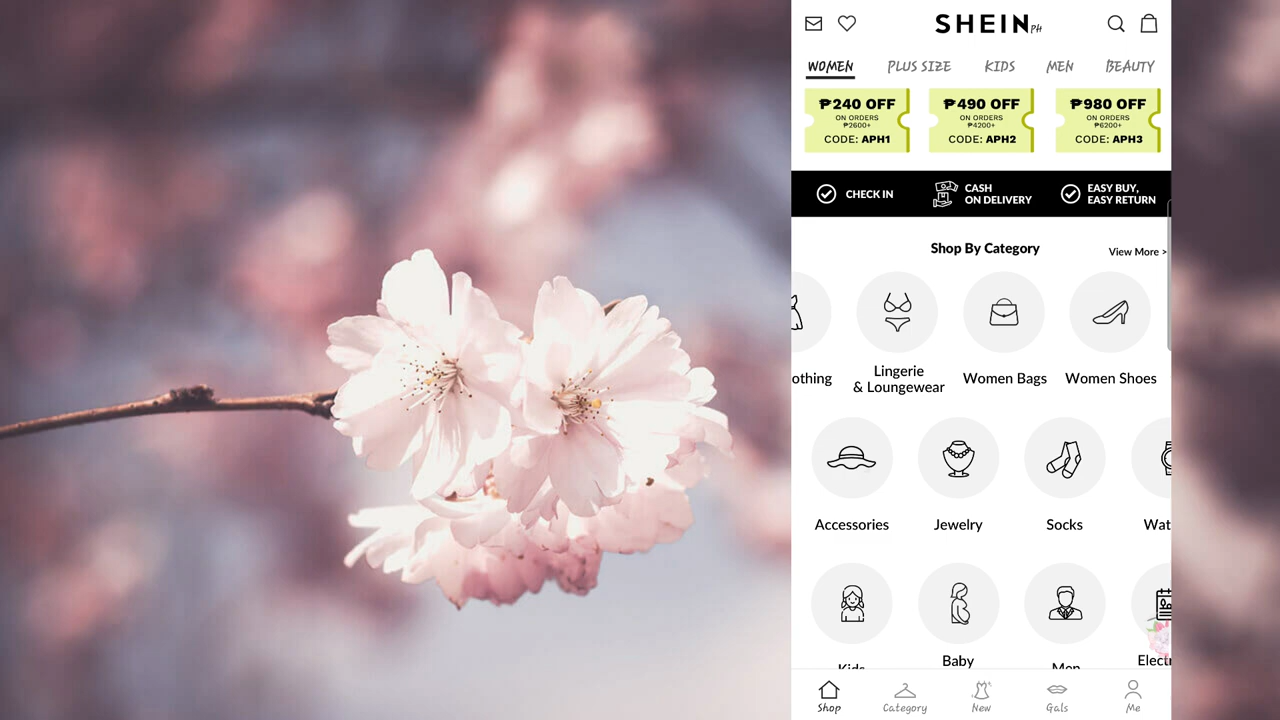 SHEIN PH
WOMEN PLUS SIZE KIDS MEN BEAUTY
₱240 OFF
ON ORDERS
₱2600+
CODE: APH1
₱490 OFF
ON ORDERS
₱4200+
CODE: APH2
₱980 OFF
ON ORDERS
₱6200+
CODE: APH3
CHECK IN
CASH
ON DELIVERY
EASY BUY,
EASY RETURN
Shop By Category
View More >
othing
Lingerie
& Loungewear
Women Bags
Women Shoes
Accessories
Jewelry
Socks
Wat
Kids
Baby
Men
Elect
Shop
Category
New
Gals
Me